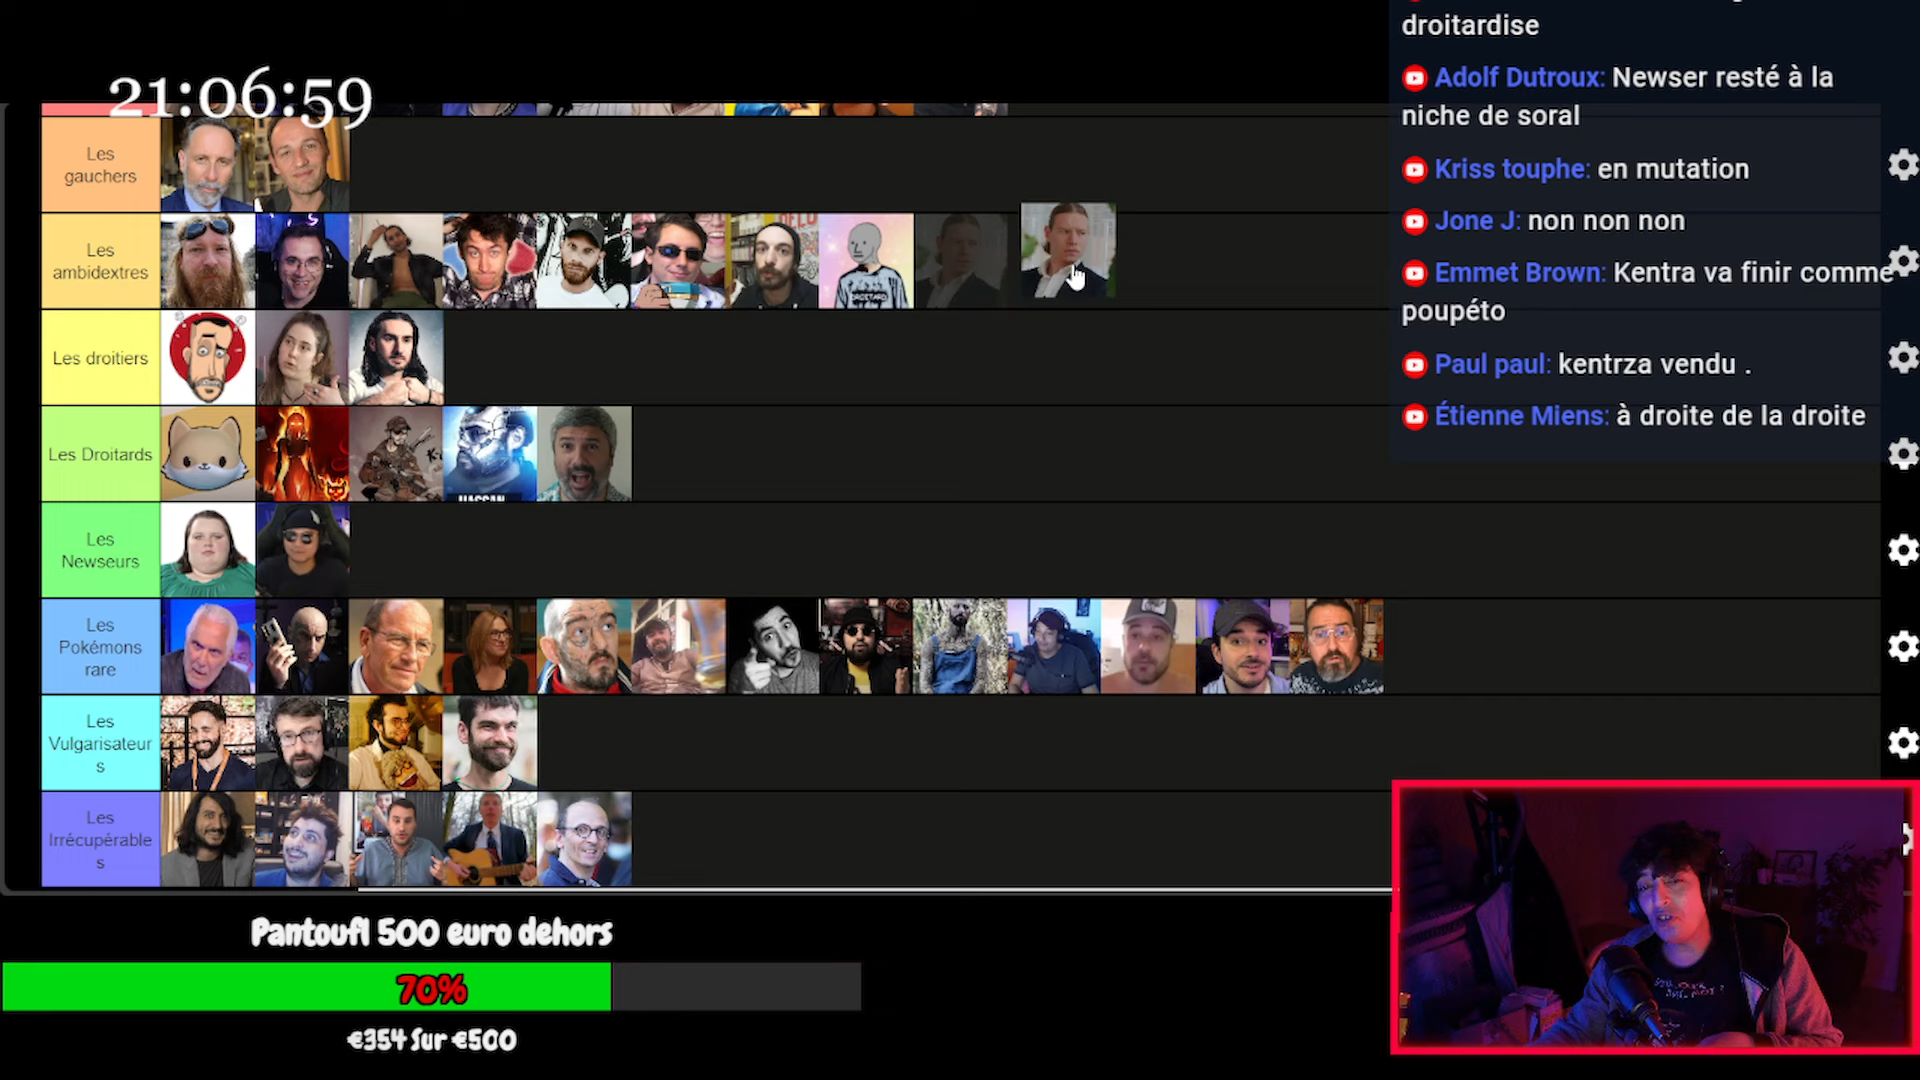 droitardise
21:06:59
Adolf Dutroux: Newser resté à la
niche de soral
Kriss touphe: en mutation
Jone J: non non non
Emmet Brown: Kentra va finir comme
poupéto
Paul paul: kentrza vendu .
Étienne Miens: à droite de la droite
Les
gauchers
Les
ambidextres
DROITARD
Les droitiers
Les Droitards
HASSAN
Les
Newseurs
Les
Pokémons
rare
Les
Vulgarisateur
s
Les
Irrécupérable
s
Pantoufl 500 euro dehors
70%
€354 Sur €500